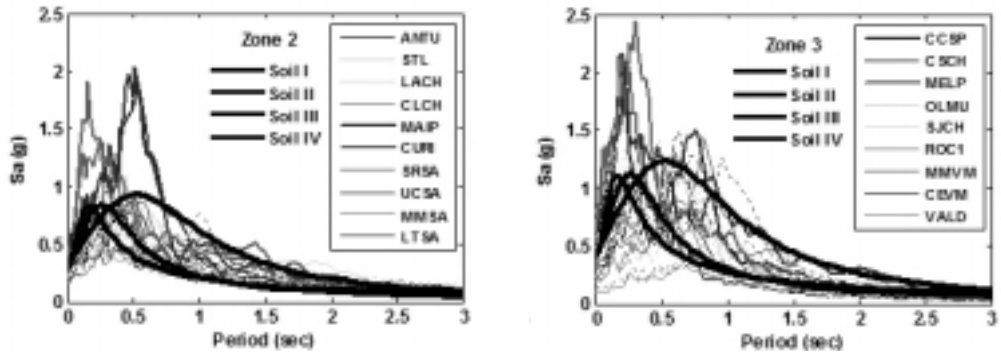 2.5
2
1.5
1
0.5
0
Sa (g)
0 0.5 1 1.5 2 2.5 3
Period (sec)
Zone 2
Soil I
Soil II
Soil III
Soil IV
ANTU
STL
LACH
CLCH
MAIP
CURI
SRSA
UCSA
MMSA
LTSA
2.5
2
1.5
1
0.5
0
Sa (g)
0 0.5 1 1.5 2 2.5 3
Period (sec)
Zone 3
Soil I
Soil II
Soil III
Soil IV
CCSP
CSCH
MELP
OLMU
SJCH
ROC1
MMVM
CEVM
VALD